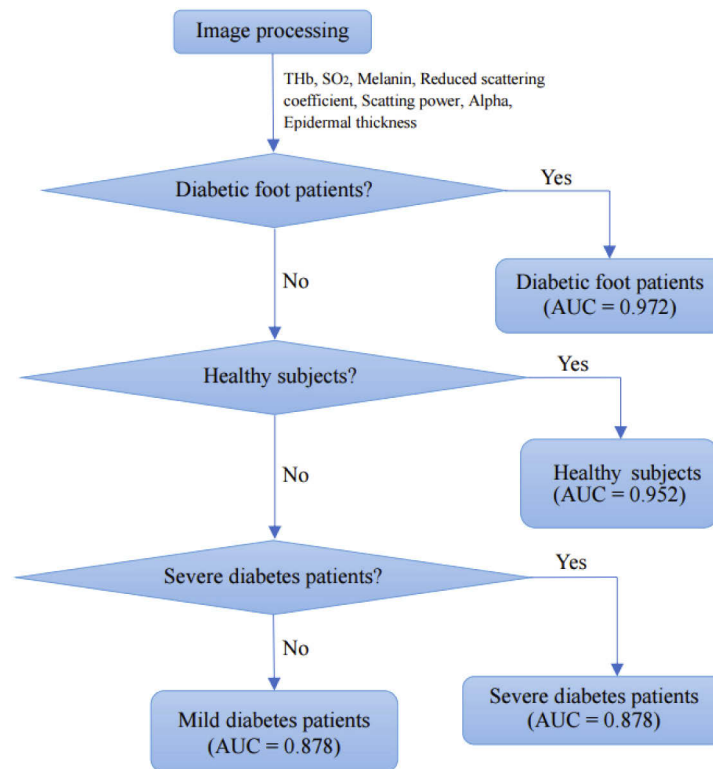 Image processing
THb, SO₂, Melanin, Reduced scattering
coefficient, Scatting power, Alpha,
Epidermal thickness
Diabetic foot patients?
Yes
Diabetic foot patients
(AUC = 0.972)
No
Healthy subjects?
Yes
Healthy subjects
(AUC = 0.952)
No
Severe diabetes patients?
Yes
No
Severe diabetes patients
(AUC = 0.878)
Mild diabetes patients
(AUC = 0.878)